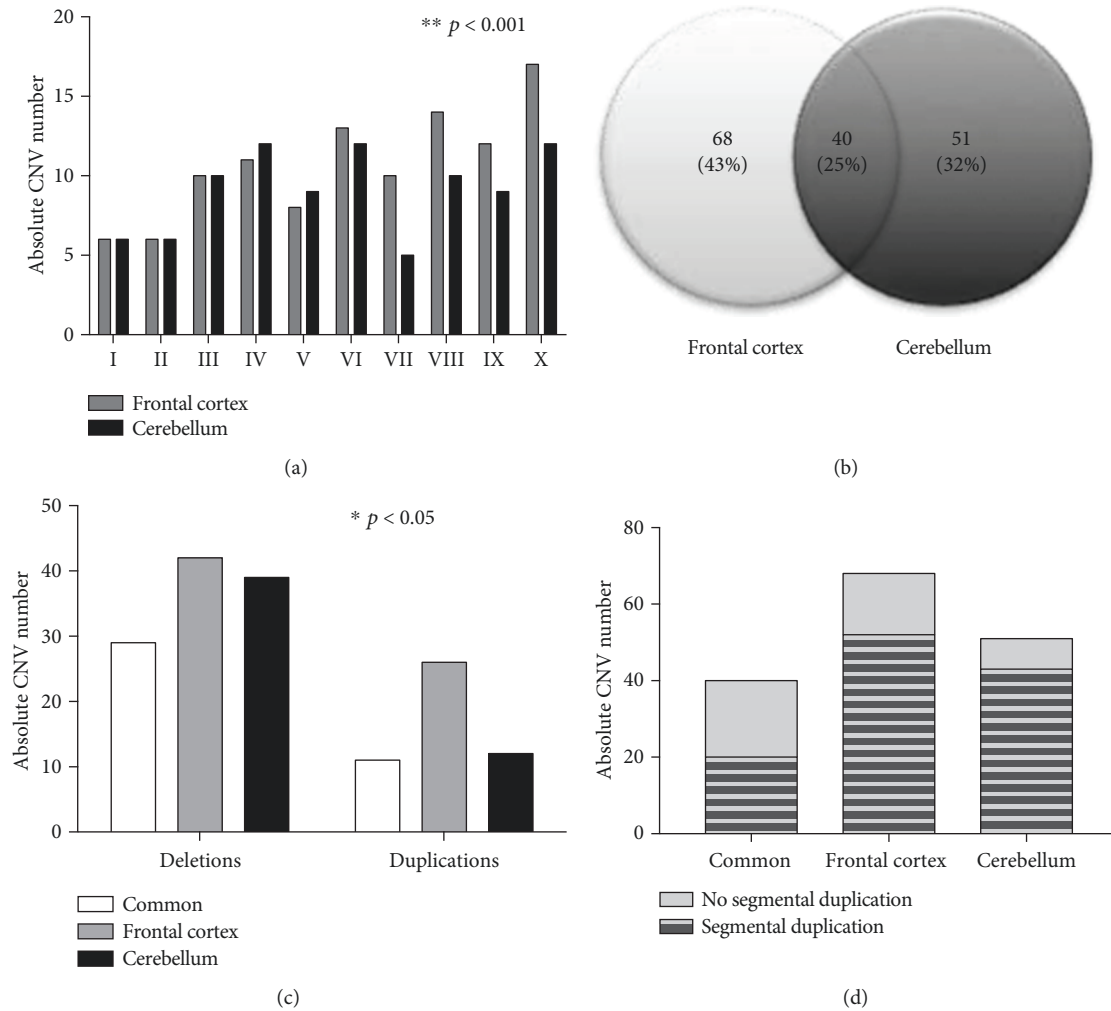 20
15
10
5
0
Absolute CNV number
** p < 0.001
I II III IV V VI VII VIII IX X
Frontal cortex
Cerebellum
(a)
68
(43%)
40
(25%)
51
(32%)
Frontal cortex
Cerebellum
(b)
50
40
30
20
10
0
Absolute CNV number
* p < 0.05
Deletions Duplications
Common
Frontal cortex
Cerebellum
(c)
80
60
40
20
0
Absolute CNV number
Common Frontal cortex Cerebellum
No segmental duplication
Segmental duplication
(d)